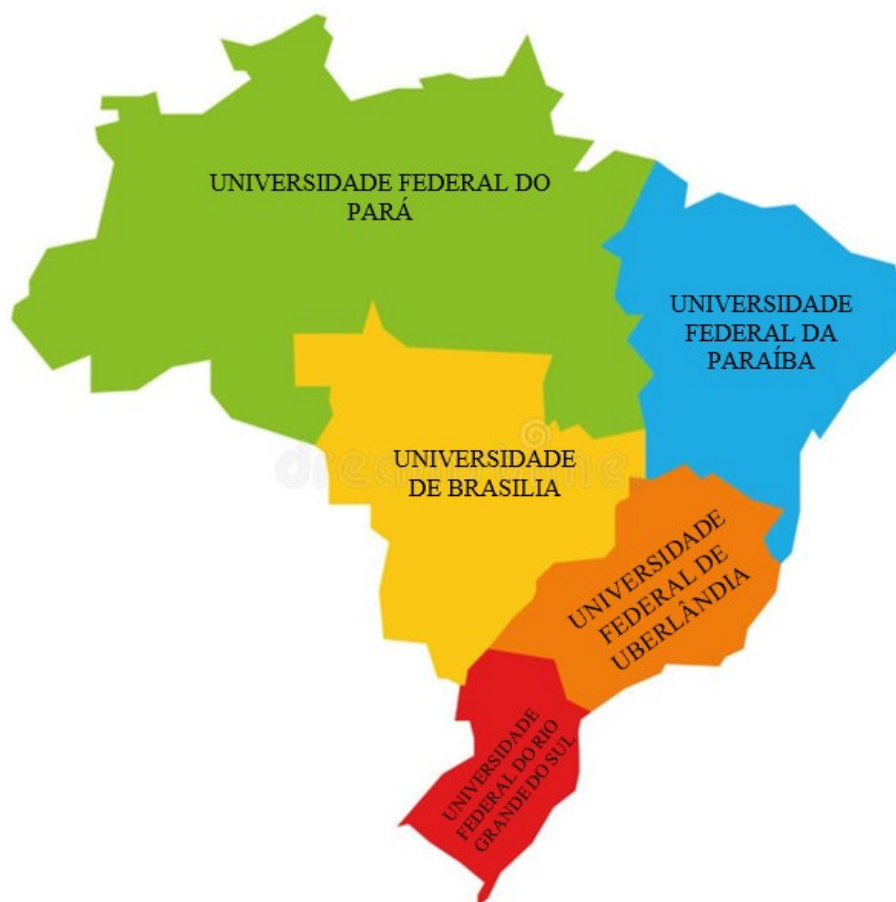 UNIVERSIDADE FEDERAL DO
PARÁ
UNIVERSIDADE
FEDERAL DA
PARAÍBA
UNIVERSIDADE
DE BRASILIA
dreamstime
UNIVERSIDADE
FEDERAL DE
UBERLÂNDIA
UNIVERSIDADE
FEDERAL DO RIO
GRANDE DO SUL